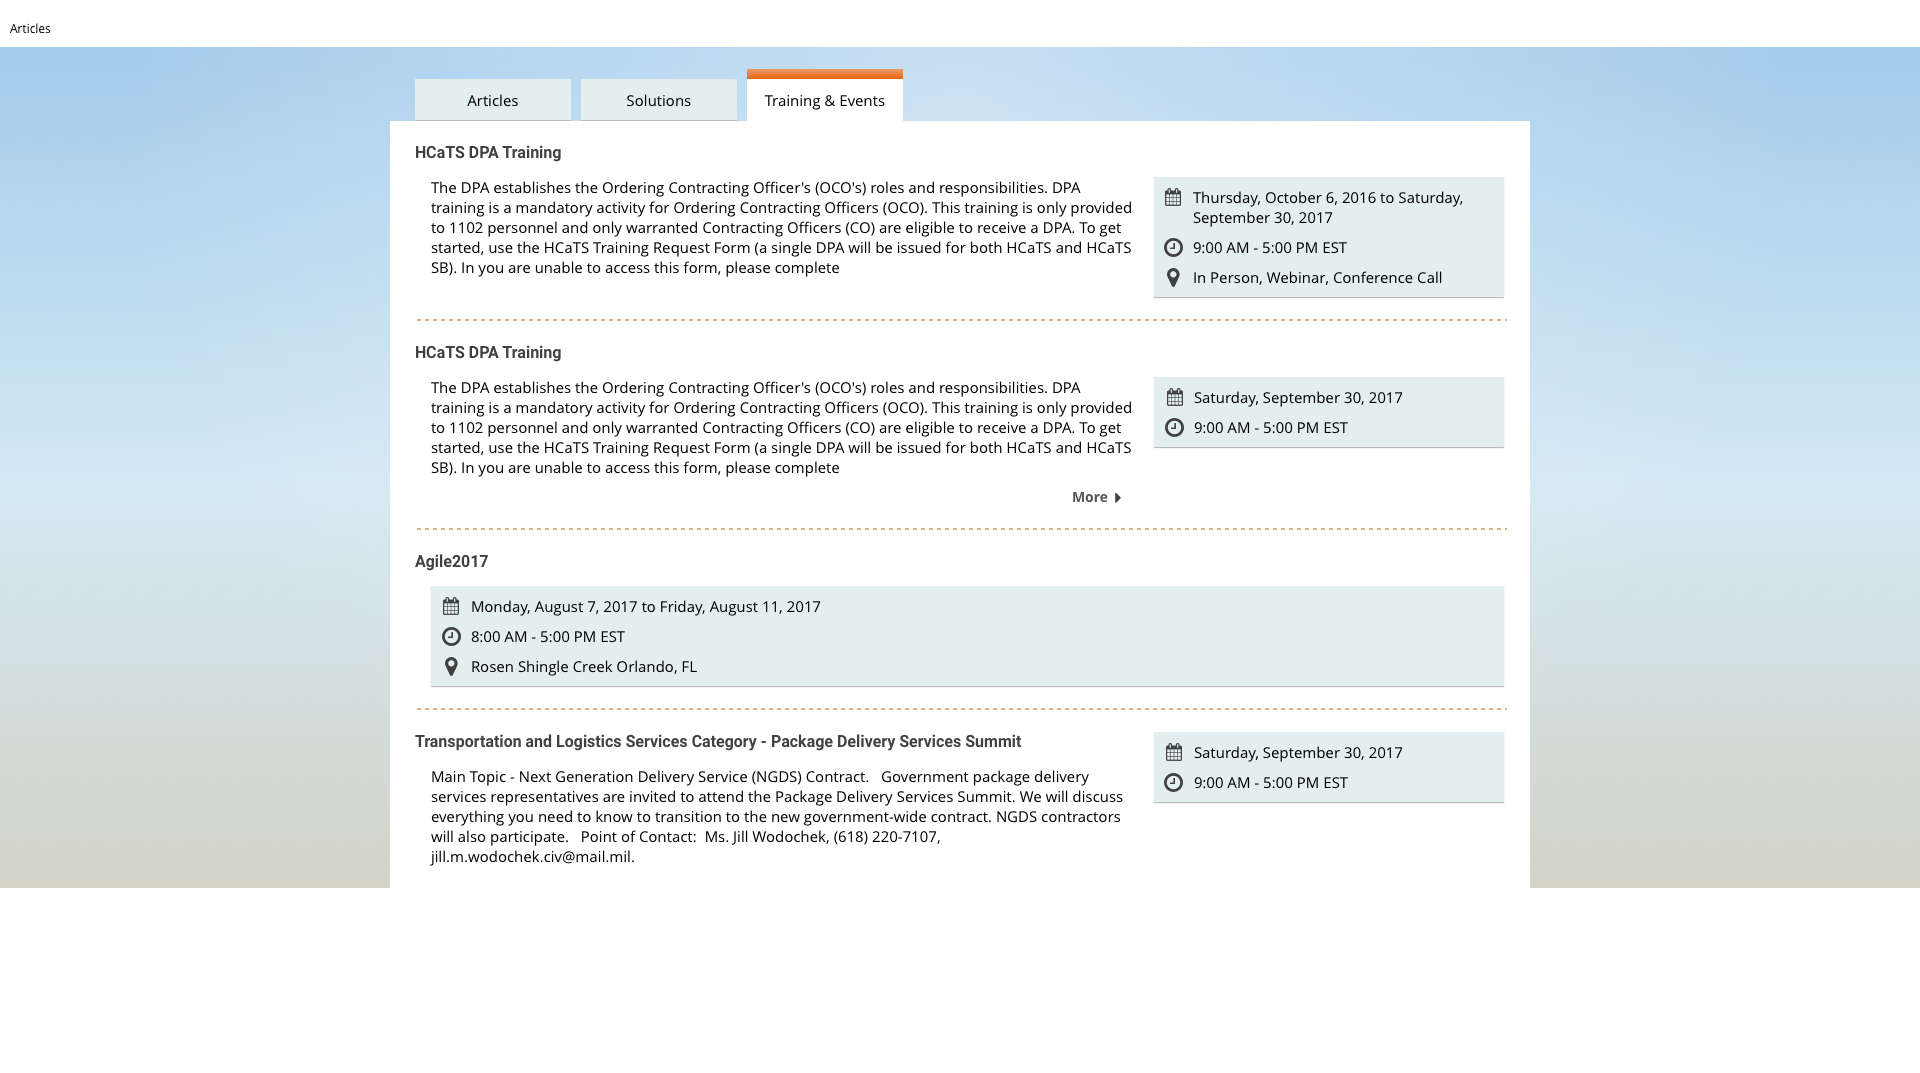 Articles
Articles
Solutions
Training & Events
HCaTS DPA Training
The DPA establishes the Ordering Contracting Officer's (OCO's) roles and responsibilities. DPA
training is a mandatory activity for Ordering Contracting Officers (OCO). This training is only provided
to 1102 personnel and only warranted Contracting Officers (CO) are eligible to receive a DPA. To get
started, use the HCaTS Training Request Form (a single DPA will be issued for both HCaTS and HCaTS
SB). In you are unable to access this form, please complete
Thursday, October 6, 2016 to Saturday,
September 30, 2017
9:00 AM - 5:00 PM EST
In Person, Webinar, Conference Call
HCaTS DPA Training
The DPA establishes the Ordering Contracting Officer's (OCO's) roles and responsibilities. DPA
training is a mandatory activity for Ordering Contracting Officers (OCO). This training is only provided
to 1102 personnel and only warranted Contracting Officers (CO) are eligible to receive a DPA. To get
started, use the HCaTS Training Request Form (a single DPA will be issued for both HCaTS and HCaTS
SB). In you are unable to access this form, please complete
More
Saturday, September 30, 2017
9:00 AM - 5:00 PM EST
Agile2017
Monday, August 7, 2017 to Friday, August 11, 2017
8:00 AM - 5:00 PM EST
Rosen Shingle Creek Orlando, FL
Transportation and Logistics Services Category - Package Delivery Services Summit
Main Topic - Next Generation Delivery Service (NGDS) Contract.   Government package delivery
services representatives are invited to attend the Package Delivery Services Summit. We will discuss
everything you need to know to transition to the new government-wide contract. NGDS contractors
will also participate.   Point of Contact:  Ms. Jill Wodochek, (618) 220-7107,
jill.m.wodochek.civ@mail.mil.
Saturday, September 30, 2017
9:00 AM - 5:00 PM EST